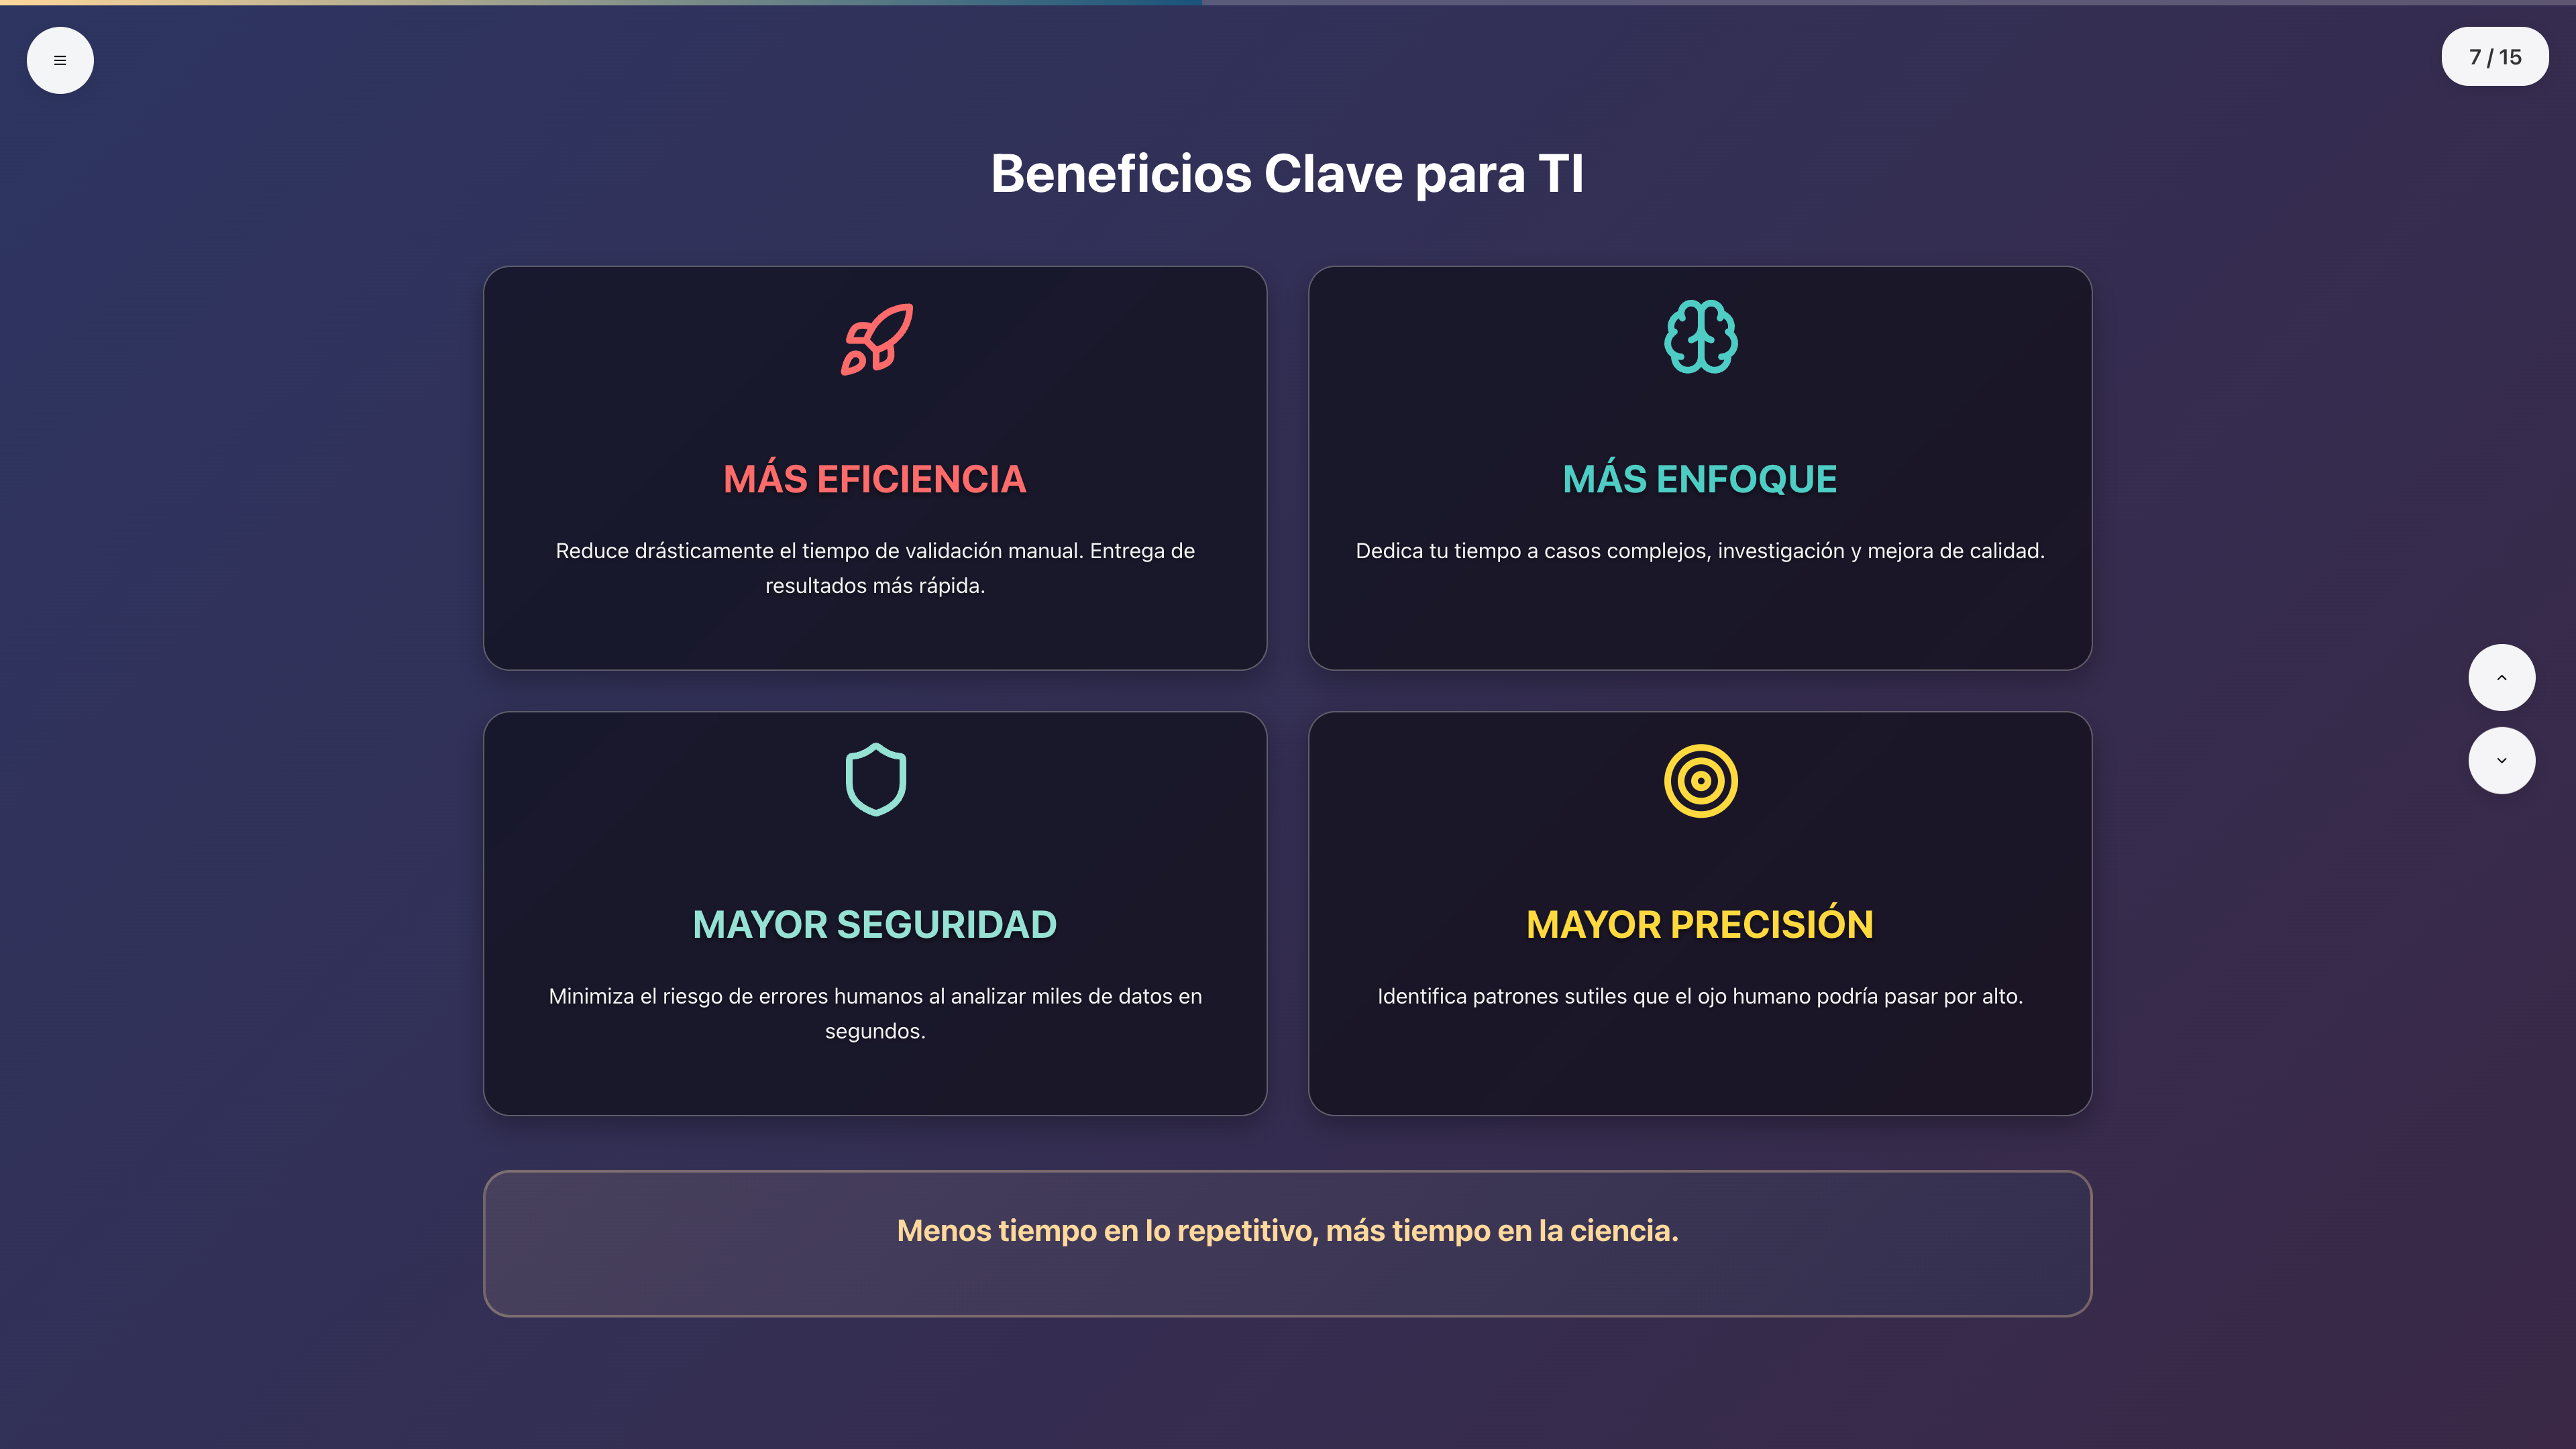 7 / 15
Beneficios Clave para TI
MÁS EFICIENCIA
Reduce drásticamente el tiempo de validación manual. Entrega de
resultados más rápida.
MÁS ENFOQUE
Dedica tu tiempo a casos complejos, investigación y mejora de calidad.
MAYOR SEGURIDAD
Minimiza el riesgo de errores humanos al analizar miles de datos en
segundos.
MAYOR PRECISIÓN
Identifica patrones sutiles que el ojo humano podría pasar por alto.
Menos tiempo en lo repetitivo, más tiempo en la ciencia.